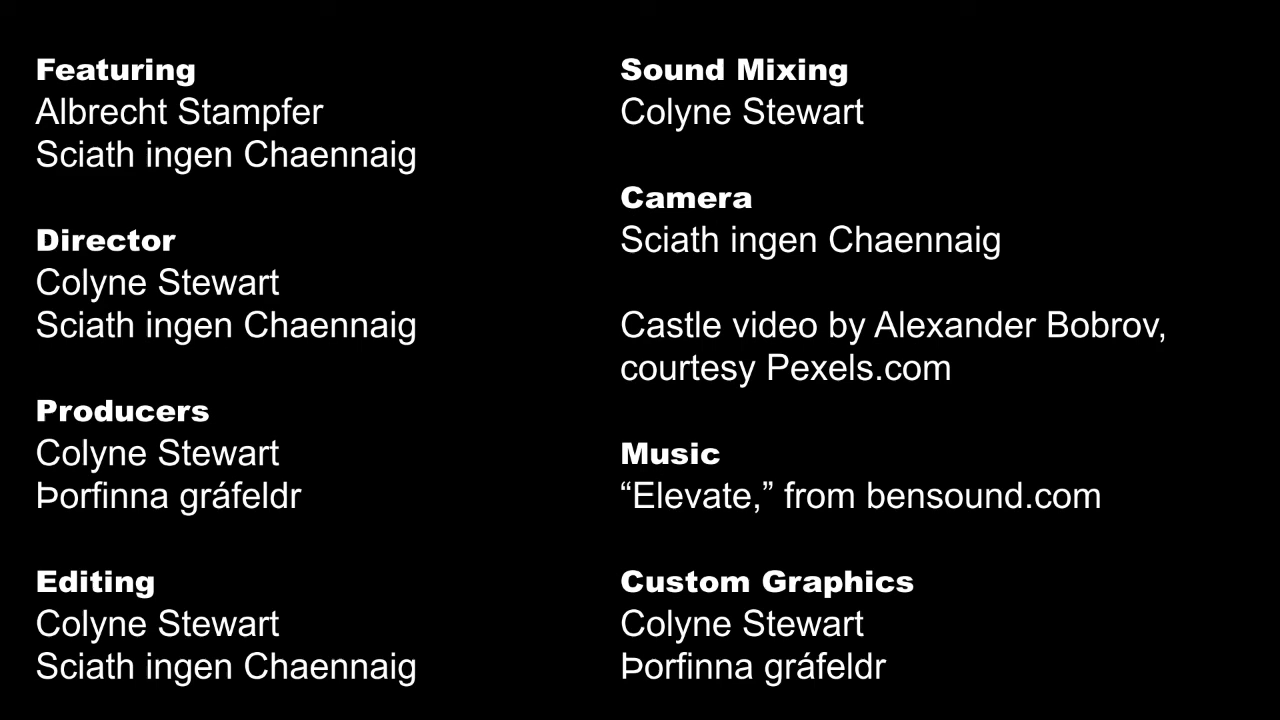 Featuring
Albrecht Stampfer
Sciath ingen Chaennaig
Director
Colyne Stewart
Sciath ingen Chaennaig
Producers
Colyne Stewart
Þorfinna gráfeldr
Editing
Colyne Stewart
Sciath ingen Chaennaig
Sound Mixing
Colyne Stewart
Camera
Sciath ingen Chaennaig
Castle video by Alexander Bobrov,
courtesy Pexels.com
Music
“Elevate,” from bensound.com
Custom Graphics
Colyne Stewart
Þorfinna gráfeldr